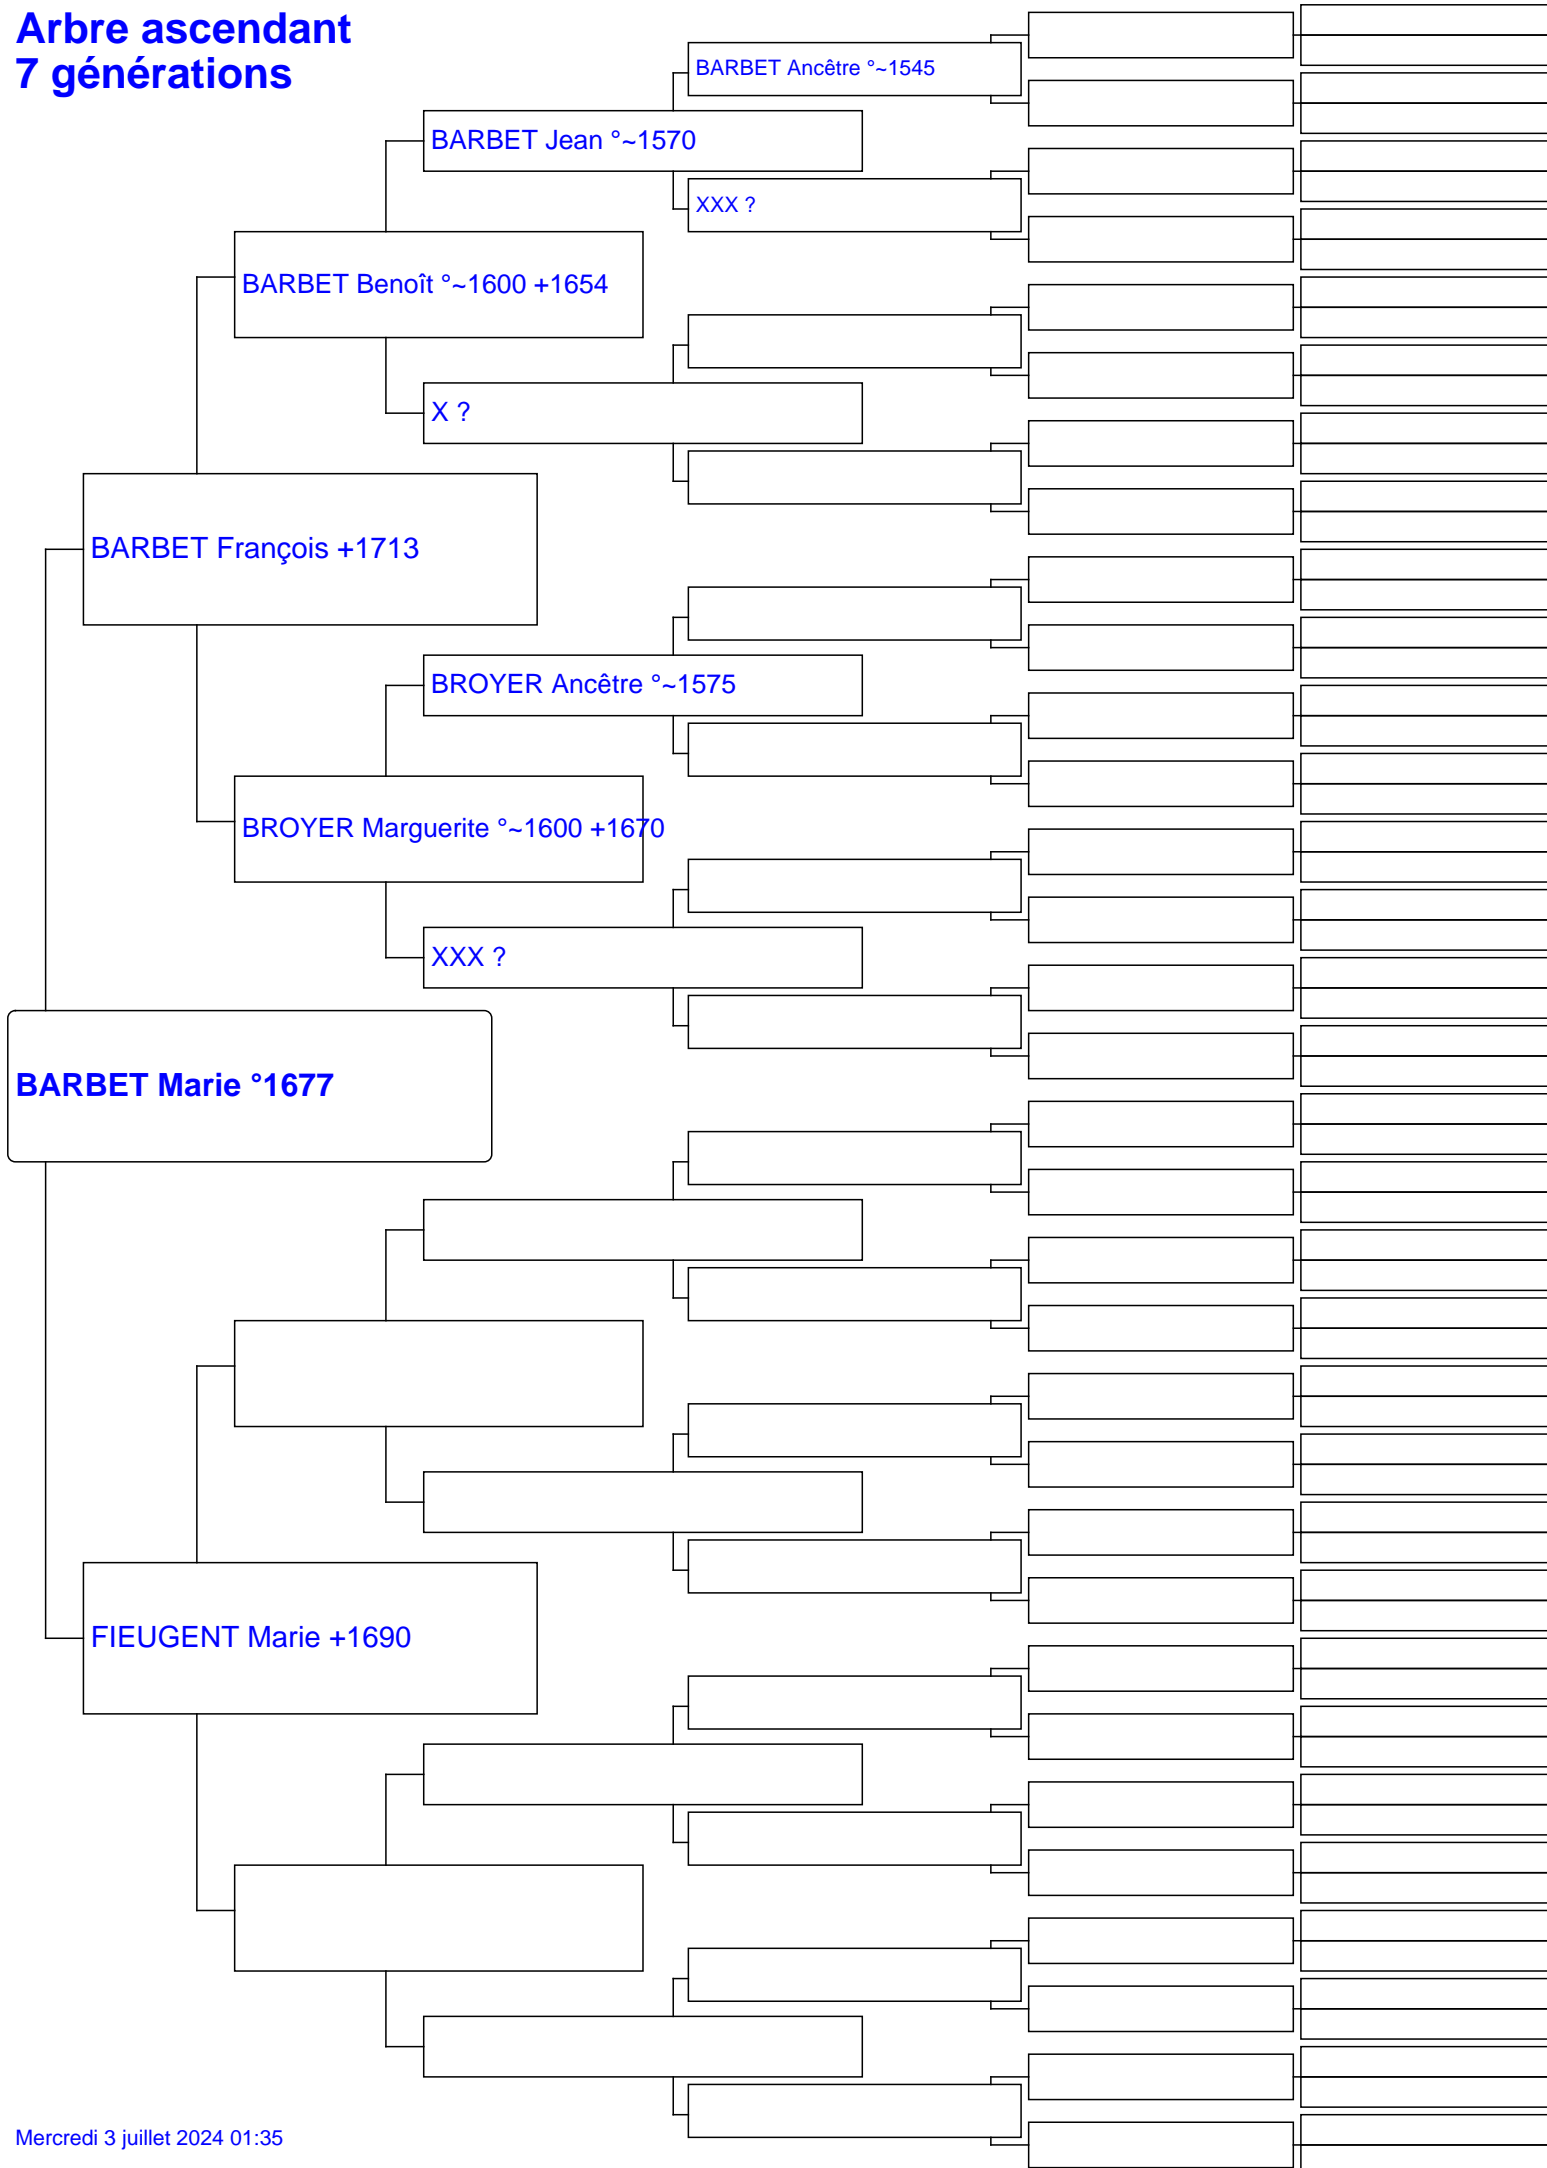 Arbre ascendant
7 générations
BARBET Ancêtre °~1545
BARBET Jean °~1570
XXX ?
BARBET Benoît °~1600 +1654
X ?
BARBET François +1713
BROYER Ancêtre °~1575
BROYER Marguerite °~1600 +1670
XXX ?
BARBET Marie °1677
FIEUGENT Marie +1690
Mercredi 3 juillet 2024 01:35